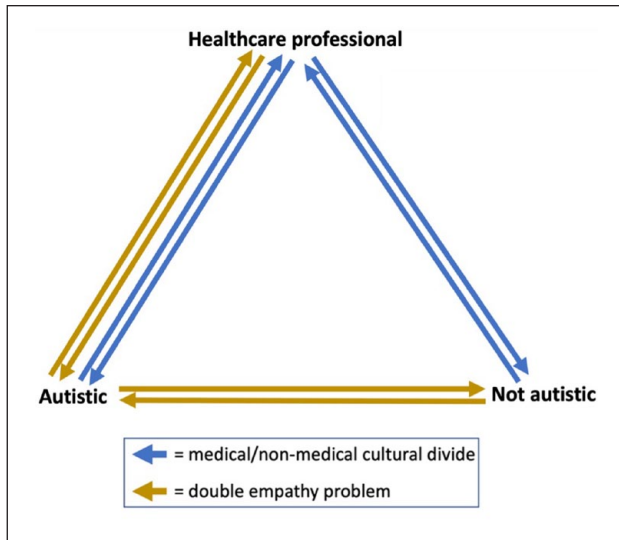 Healthcare professional
Autistic
Not autistic
= medical/non-medical cultural divide
= double empathy problem